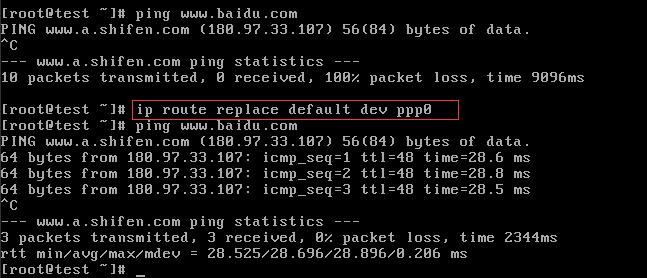 [root@test ~]# ping www.baidu.com
PING www.a.shifen.com (180.97.33.107) 56(84) bytes of data.
^C
--- www.a.shifen.com ping statistics ---
10 packets transmitted, 0 received, 100% packet loss, time 9096ms
[root@test ~]# ip route replace default dev ppp0
[root@test ~]# ping www.baidu.com
PING www.a.shifen.com (180.97.33.107) 56(84) bytes of data.
64 bytes from 180.97.33.107: icmp_seq=1 ttl=48 time=28.6 ms
64 bytes from 180.97.33.107: icmp_seq=2 ttl=48 time=28.8 ms
64 bytes from 180.97.33.107: icmp_seq=3 ttl=48 time=28.5 ms
^C
--- www.a.shifen.com ping statistics ---
3 packets transmitted, 3 received, 0% packet loss, time 2344ms
rtt min/avg/max/mdev = 28.525/28.696/28.896/0.206 ms
[root@test ~]# _